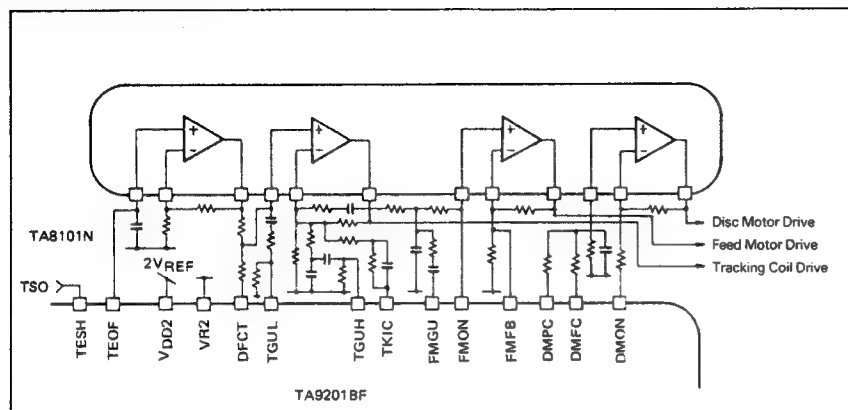 + + + +
− − − −
TA8101N
Disc Motor Drive
Feed Motor Drive
Tracking Coil Drive
2VREF
TSO
TESH TEOF VDD2 VR2 DFCT TGUL TGUH TKIC FMGU FMON FMFB DMPC DMFC DMON
TA9201BF